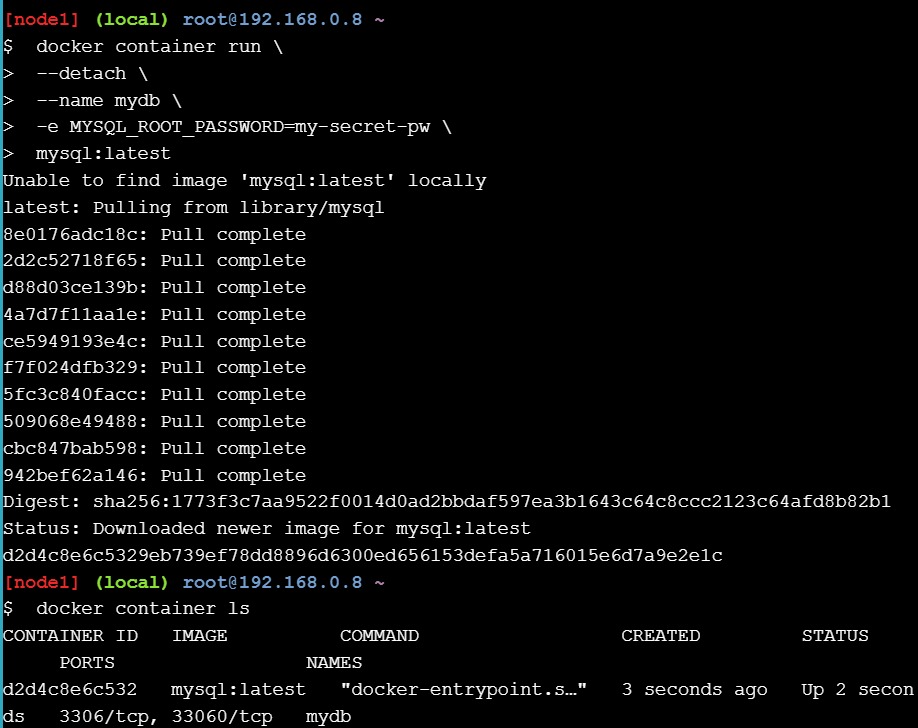 [node1] (local) root@192.168.0.8 ~
$  docker container run \
>  --detach \
>  --name mydb \
>  -e MYSQL_ROOT_PASSWORD=my-secret-pw \
>  mysql:latest
Unable to find image 'mysql:latest' locally
latest: Pulling from library/mysql
8e0176adc18c: Pull complete
2d2c52718f65: Pull complete
d88d03ce139b: Pull complete
4a7d7f11aa1e: Pull complete
ce5949193e4c: Pull complete
f7f024dfb329: Pull complete
5fc3c840facc: Pull complete
509068e49488: Pull complete
cbc847bab598: Pull complete
942bef62a146: Pull complete
Digest: sha256:1773f3c7aa9522f0014d0ad2bbdaf597ea3b1643c64c8ccc2123c64afd8b82b1
Status: Downloaded newer image for mysql:latest
d2d4c8e6c5329eb739ef78dd8896d6300ed656153defa5a716015e6d7a9e2e1c
[node1] (local) root@192.168.0.8 ~
$  docker container ls
CONTAINER ID   IMAGE          COMMAND                  CREATED         STATUS
     PORTS                 NAMES
d2d4c8e6c532   mysql:latest   "docker-entrypoint.s…"   3 seconds ago   Up 2 secon
ds   3306/tcp, 33060/tcp   mydb